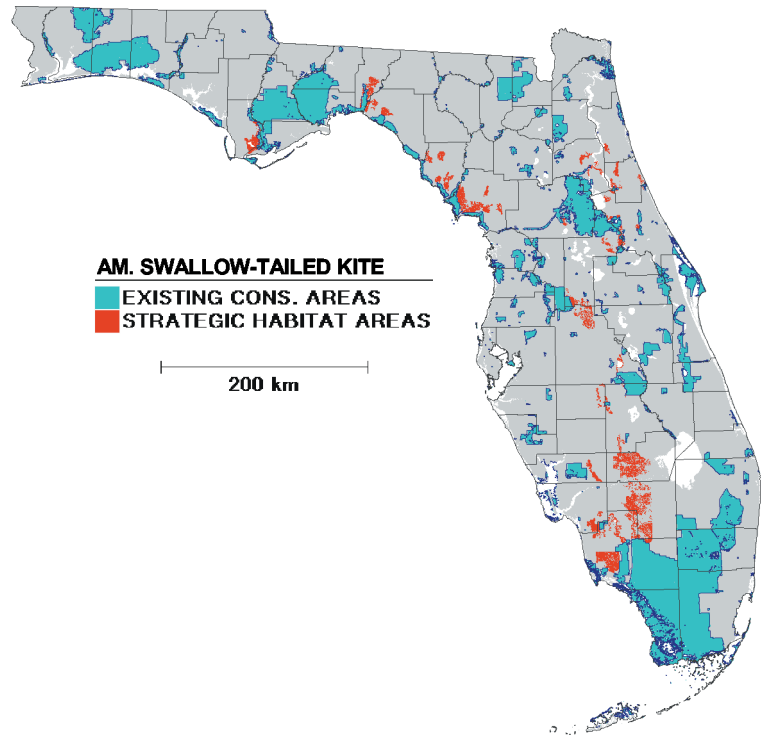 AM. SWALLOW-TAILED KITE
EXISTING CONS. AREAS
STRATEGIC HABITAT AREAS
200 km